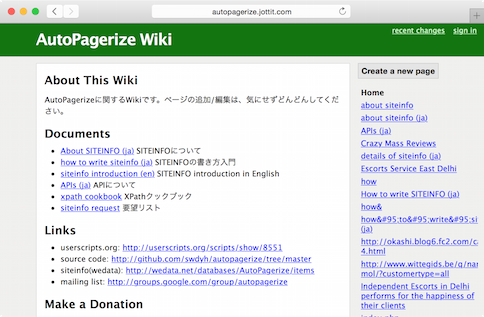 autopagerize.jottit.com
recent changes sign in
AutoPagerize Wiki
Create a new page
About This Wiki
AutoPagerizeに関するWikiです。ページの追加/編集は、気にせずどんどんしてく
ださい。
Documents
About SITEINFO (ja) SITEINFOについて
how to write siteinfo (ja) SITEINFOの書き方入門
siteinfo introduction (en) SITEINFO introduction in English
APIs (ja) APIについて
xpath cookbook XPathクックブック
siteinfo request 要望リスト
Links
userscripts.org: http://userscripts.org/scripts/show/8551
source code: http://github.com/swdyh/autopagerize/tree/master
siteinfo(wedata): http://wedata.net/databases/AutoPagerize/items
mailing list: http://groups.google.com/group/autopagerize
Make a Donation
Home
about siteinfo
about siteinfo (ja)
APIs (ja)
Crazy Mass Reviews
details of siteinfo (ja)
Escorts Service East Delhi
how
How to write SITEINFO (ja)
how&
how&#95;to&#95;write&#95;si
(ja)
http://okashi.blog6.fc2.com/ca
4.html
http://www.wittegids.be/q/nam
mol/?customertype=all
Independent Escorts in Delhi
performs for the happiness of
their clients